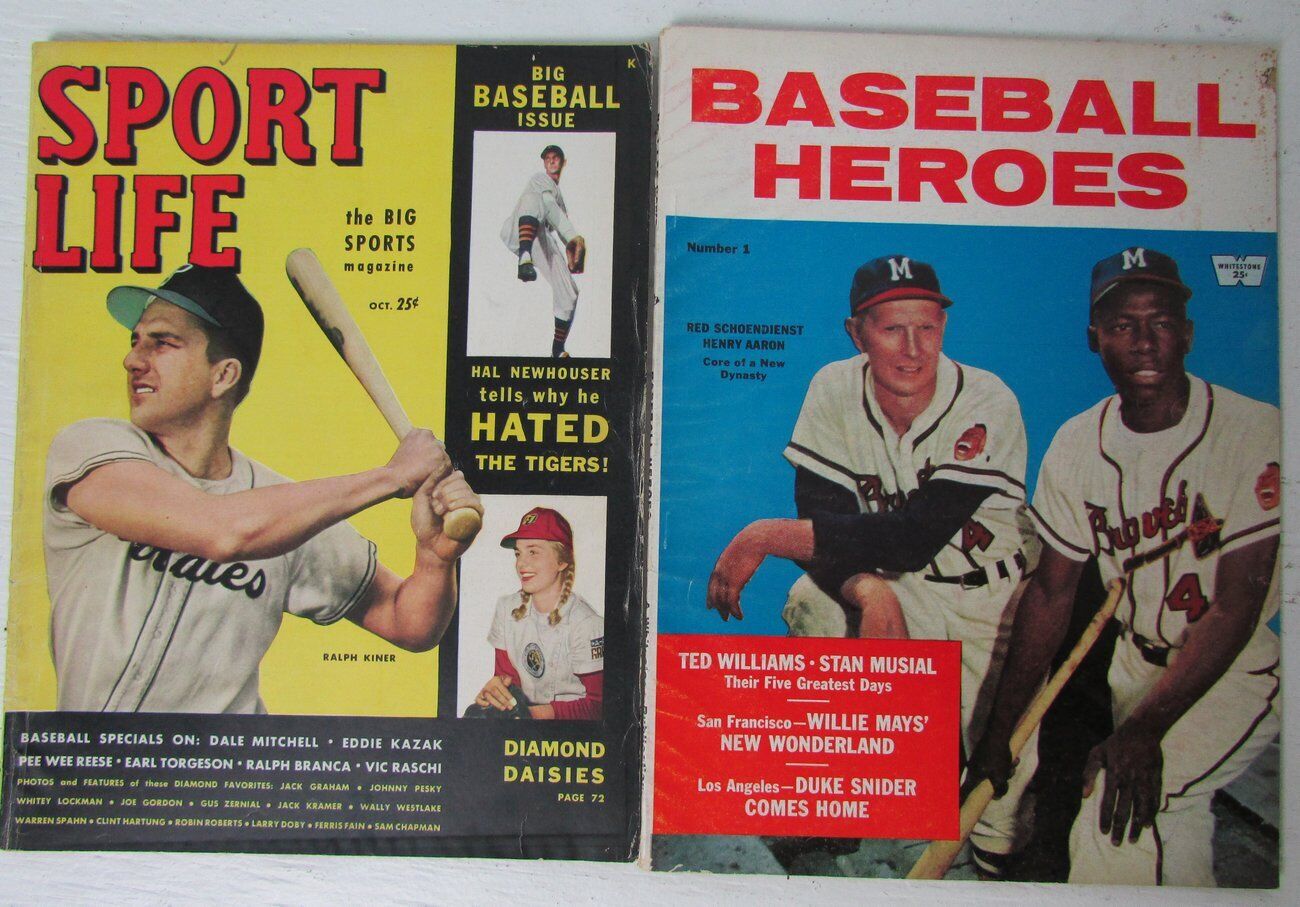 SPORT
LIFE
the BIG
SPORTS
magazine
OCT. 25¢
P
Pirates
RALPH KINER
K
BIG
BASEBALL
ISSUE
HAL NEWHOUSER
tells why he
HATED
THE TIGERS!
DIAMOND
DAISIES
PAGE 72
BASEBALL SPECIALS ON: DALE MITCHELL • EDDIE KAZAK
PEE WEE REESE • EARL TORGESON • RALPH BRANCA • VIC RASCHI
PHOTOS and FEATURES of these DIAMOND FAVORITES: JACK GRAHAM • JOHNNY PESKY
WHITEY LOCKMAN • JOE GORDON • GUS ZERNIAL • JACK KRAMER • WALLY WESTLAKE
WARREN SPAHN • CLINT HARTUNG • ROBIN ROBERTS • LARRY DOBY • FERRIS FAIN • SAM CHAPMAN
BASEBALL
HEROES
Number 1
WHITESTONE
25¢
RED SCHOENDIENST
HENRY AARON
Core of a New
Dynasty
M
M
Braves
4
4
TED WILLIAMS • STAN MUSIAL
Their Five Greatest Days
San Francisco—WILLIE MAYS'
NEW WONDERLAND
Los Angeles—DUKE SNIDER
COMES HOME